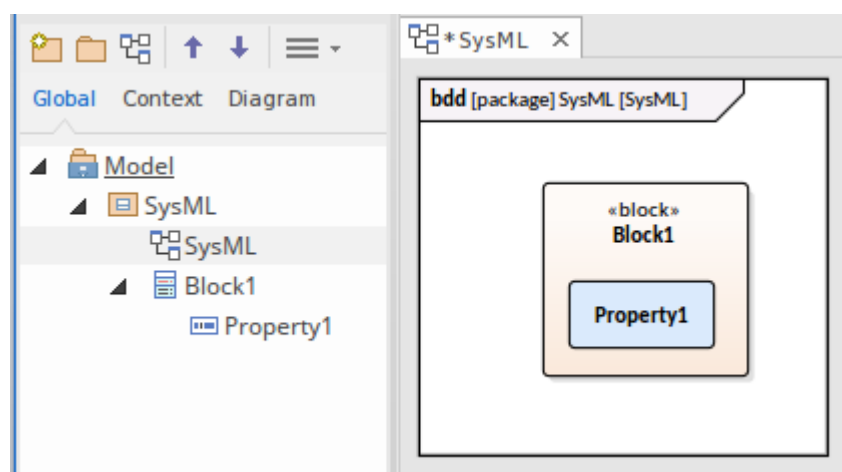 Global Context Diagram
Model
SysML
SysML
Block1
Property1
*SysML ×
bdd [package] SysML [SysML]
«block»
Block1
Property1